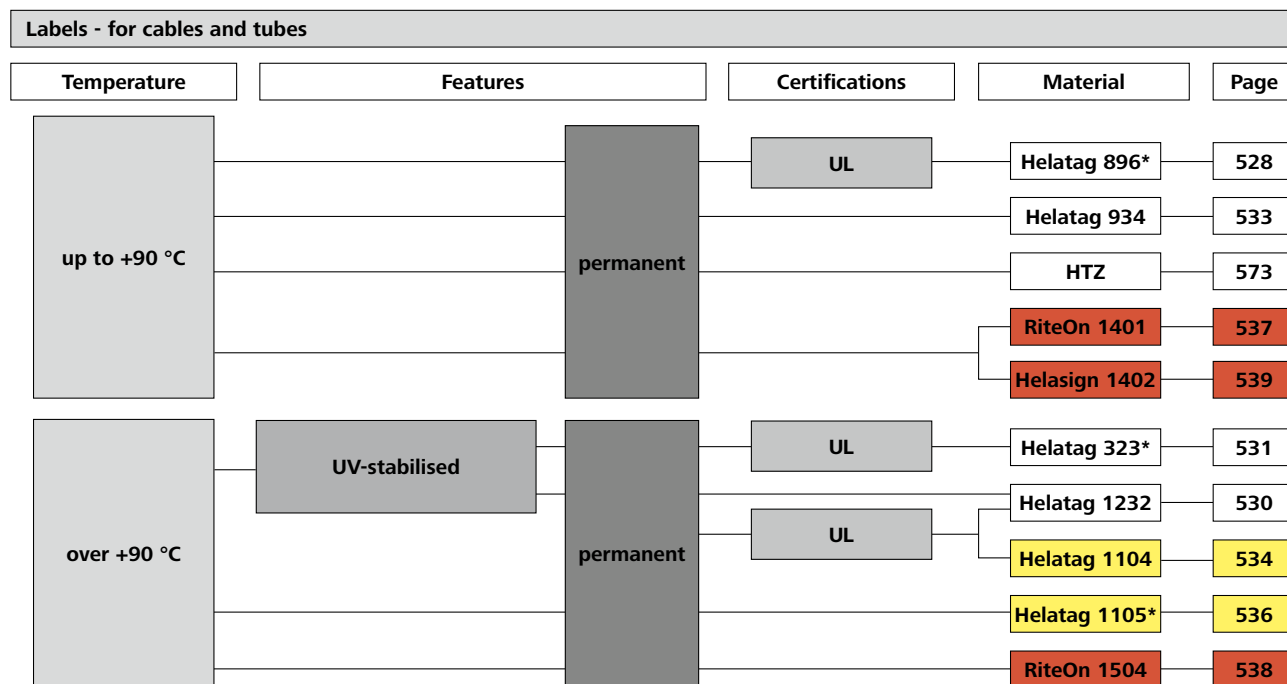 Labels - for cables and tubes
Temperature Features Certifications Material Page
up to +90 °C
permanent
UL Helatag 896* 528
Helatag 934 533
HTZ 573
RiteOn 1401 537
Helasign 1402 539
over +90 °C
UV-stabilised
permanent
UL Helatag 323* 531
Helatag 1232 530
UL
Helatag 1104 534
Helatag 1105* 536
RiteOn 1504 538